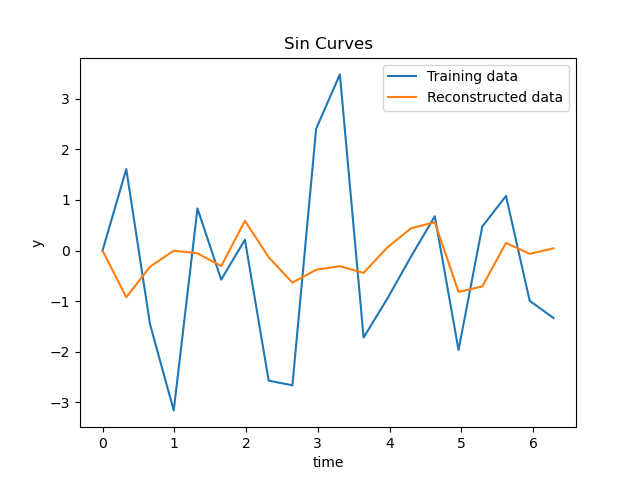 Sin Curves
Training data
Reconstructed data
3
2
1
0
−1
−2
−3
y
0 1 2 3 4 5 6
time